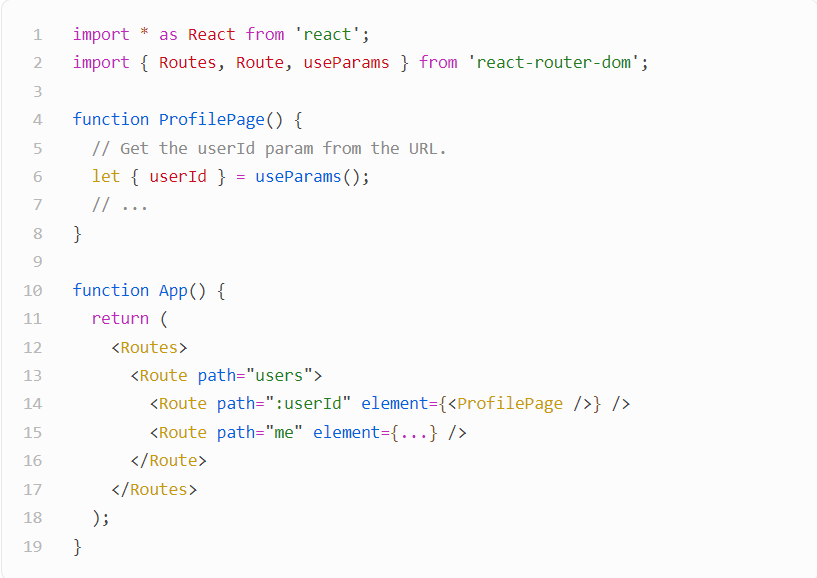 1 import * as React from 'react';
2 import { Routes, Route, useParams } from 'react-router-dom';
3
4 function ProfilePage() {
5   // Get the userId param from the URL.
6   let { userId } = useParams();
7   // ...
8 }
9
10 function App() {
11   return (
12     <Routes>
13       <Route path="users">
14         <Route path=":userId" element={<ProfilePage />} />
15         <Route path="me" element={...} />
16       </Route>
17     </Routes>
18   );
19 }